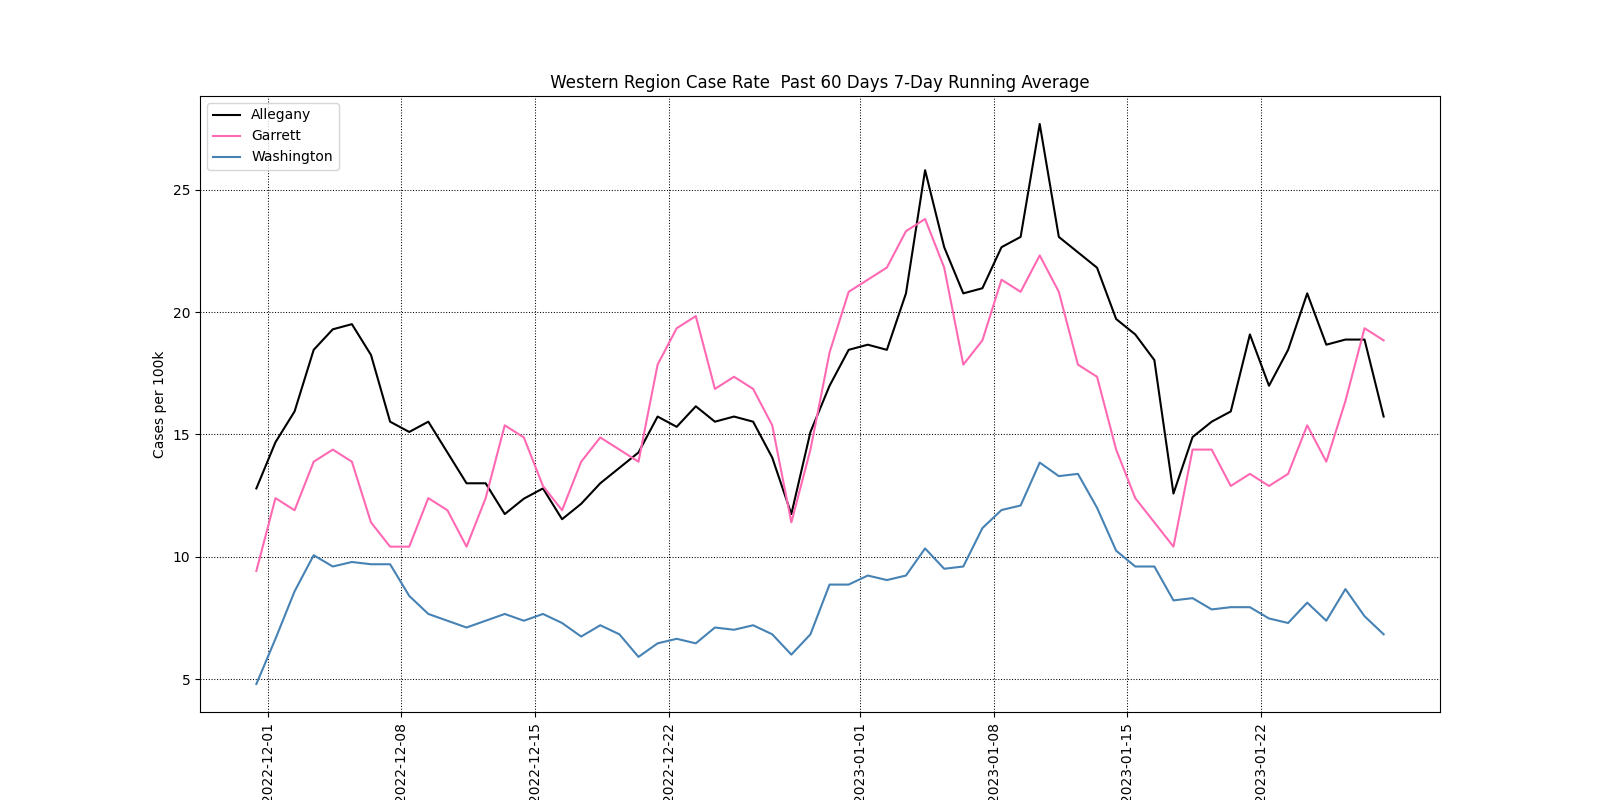 Western Region Case Rate  Past 60 Days 7-Day Running Average
Allegany
Garrett
Washington
25
20
15
10
5
Cases per 100k
2022-12-01
2022-12-08
2022-12-15
2022-12-22
2023-01-01
2023-01-08
2023-01-15
2023-01-22